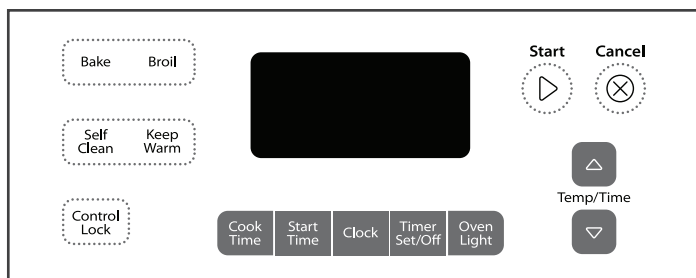 Bake
Broil
Start
Cancel
Self
Clean
Keep
Warm
Temp/Time
Control
Lock
Cook
Time
Start
Time
Clock
Timer
Set/Off
Oven
Light